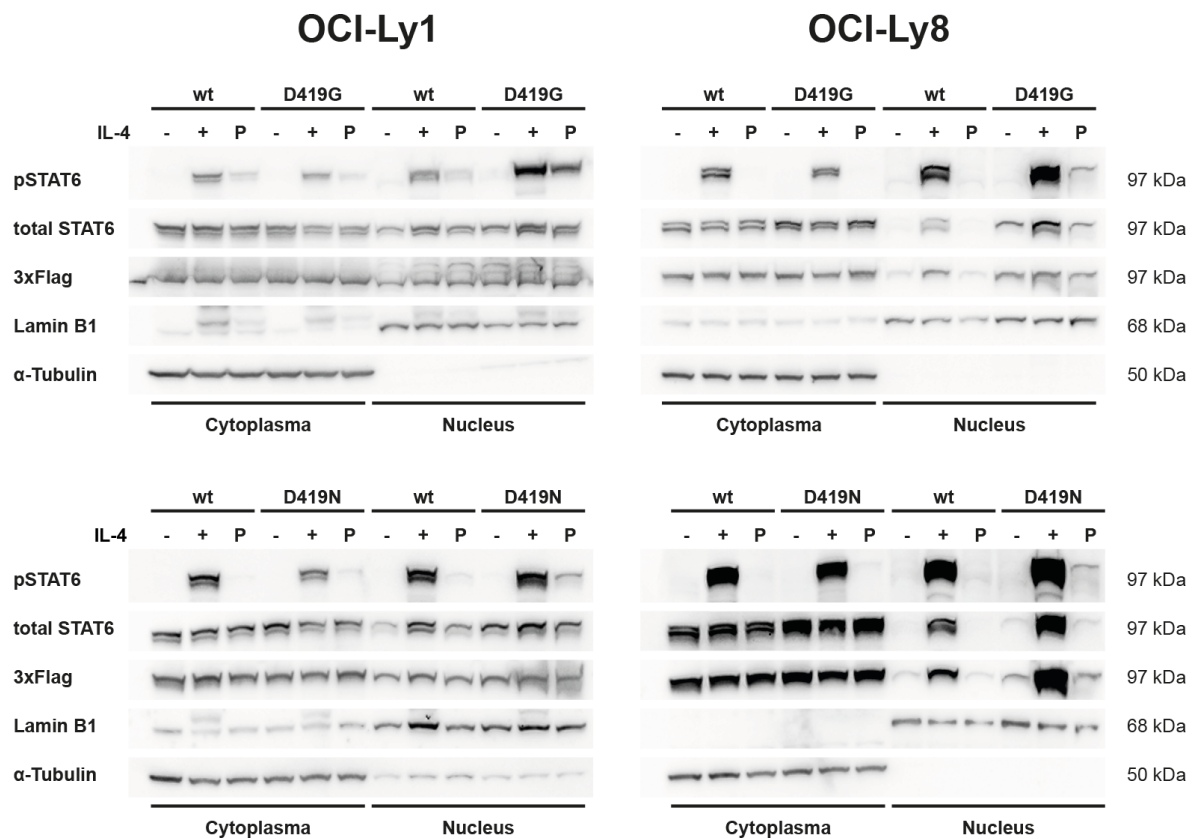 OCI-Ly1 OCI-Ly8
wt D419G wt D419G wt D419G wt D419G
IL-4 - + P - + P - + P - + P - + P - + P - + P - + P
pSTAT6 97 kDa
total STAT6 97 kDa
3xFlag 97 kDa
Lamin B1 68 kDa
α-Tubulin 50 kDa
Cytoplasma Nucleus Cytoplasma Nucleus
wt D419N wt D419N wt D419N wt D419N
IL-4 - + P - + P - + P - + P - + P - + P - + P - + P
pSTAT6 97 kDa
total STAT6 97 kDa
3xFlag 97 kDa
Lamin B1 68 kDa
α-Tubulin 50 kDa
Cytoplasma Nucleus Cytoplasma Nucleus